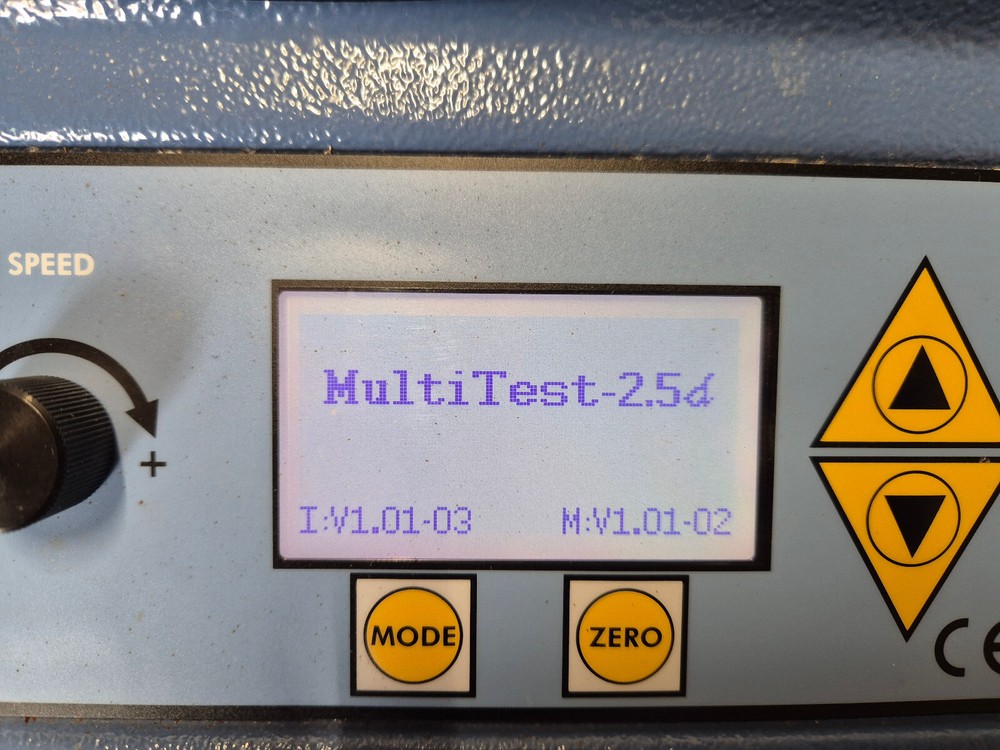 SPEED
+
MultiTest-2.5d
I:V1.01-03 M:V1.01-02
MODE ZERO
CE